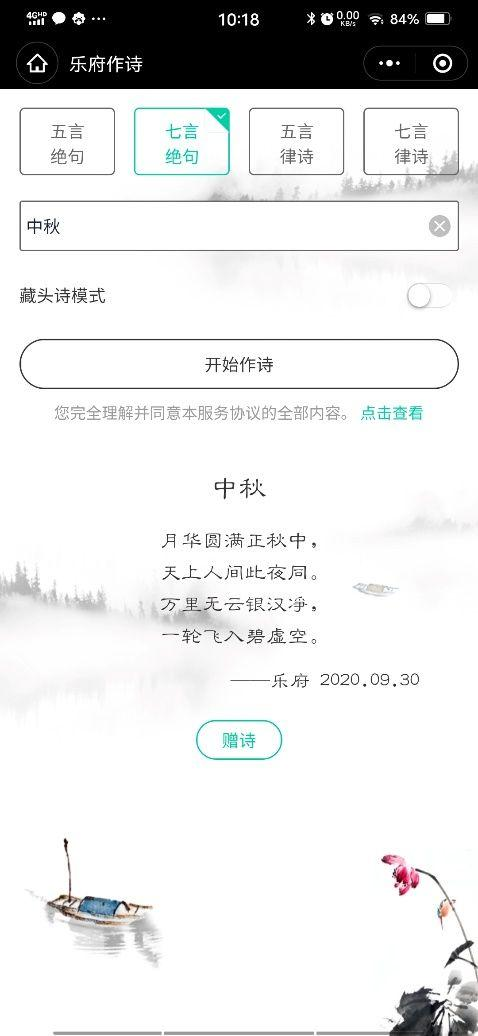 4GHD 10:18 0.00 KB/s 84%
乐府作诗
五言 七言 五言 七言
绝句 绝句 律诗 律诗
中秋
藏头诗模式
开始作诗
您完全理解并同意本服务协议的全部内容。 点击查看
中秋
月华圆满正秋中，
天上人间此夜同。
万里无云银汉净，
一轮飞入碧虚空。
——乐府 2020.09.30
赠诗